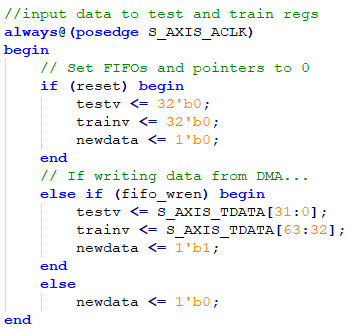 //input data to test and train regs
always@(posedge S_AXIS_ACLK)
begin
    // Set FIFOs and pointers to 0
    if (reset) begin
        testv <= 32'b0;
        trainv <= 32'b0;
        newdata <= 1'b0;
    end
    // If writing data from DMA...
    else if (fifo_wren) begin
        testv <= S_AXIS_TDATA[31:0];
        trainv <= S_AXIS_TDATA[63:32];
        newdata <= 1'b1;
    end
    else
        newdata <= 1'b0;
end